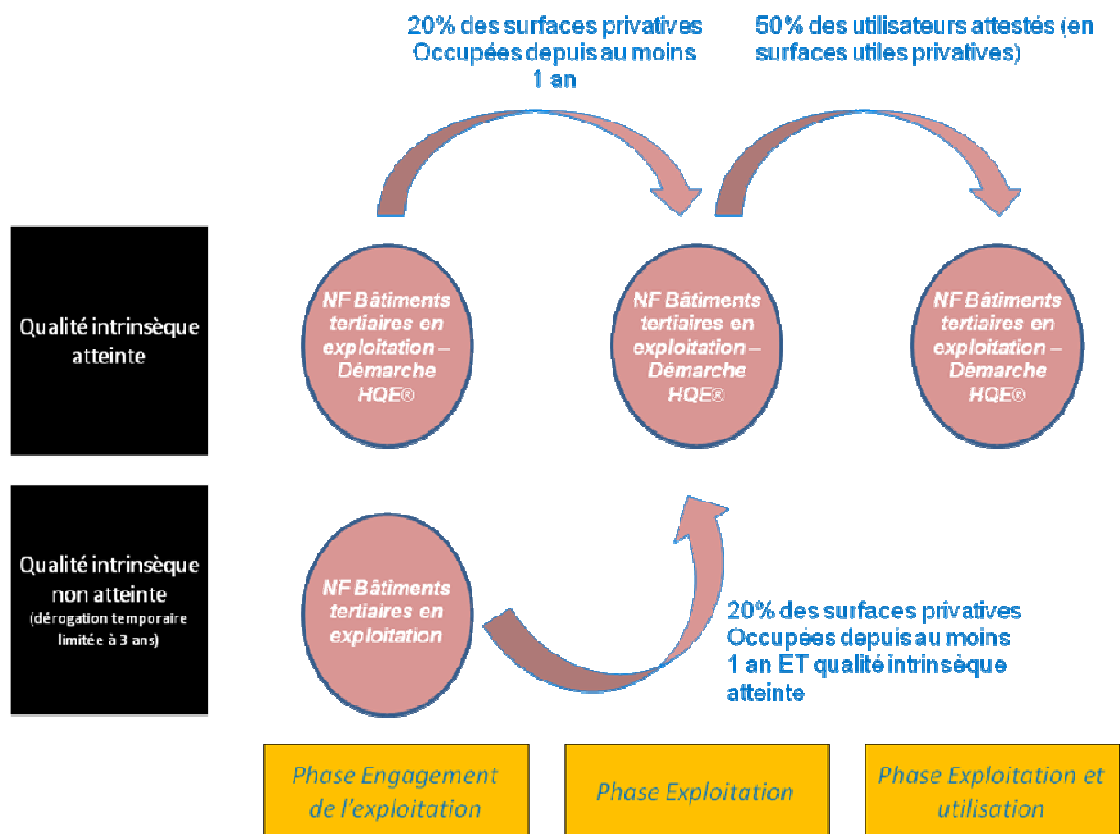 20% des surfaces privatives
Occupées depuis au moins
1 an
50% des utilisateurs attestés (en
surfaces utiles privatives)
Qualité intrinsèque
atteinte
NF Bâtiments
tertiaires en
exploitation –
Démarche
HQE®
NF Bâtiments
tertiaires en
exploitation –
Démarche
HQE®
NF Bâtiments
tertiaires en
exploitation –
Démarche
HQE®
Qualité intrinsèque
non atteinte
(dérogation temporaire
limitée à 3 ans)
NF Bâtiments
tertiaires en
exploitation
20% des surfaces privatives
Occupées depuis au moins
1 an ET qualité intrinsèque
atteinte
Phase Engagement
de l'exploitation
Phase Exploitation
Phase Exploitation et
utilisation